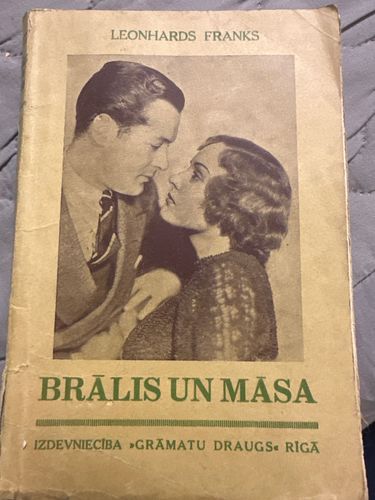 LEONHARDS FRANKS
BRĀLIS UN MĀSA
IZDEVNIECĪBA »GRĀMATU DRAUGS« RĪGĀ